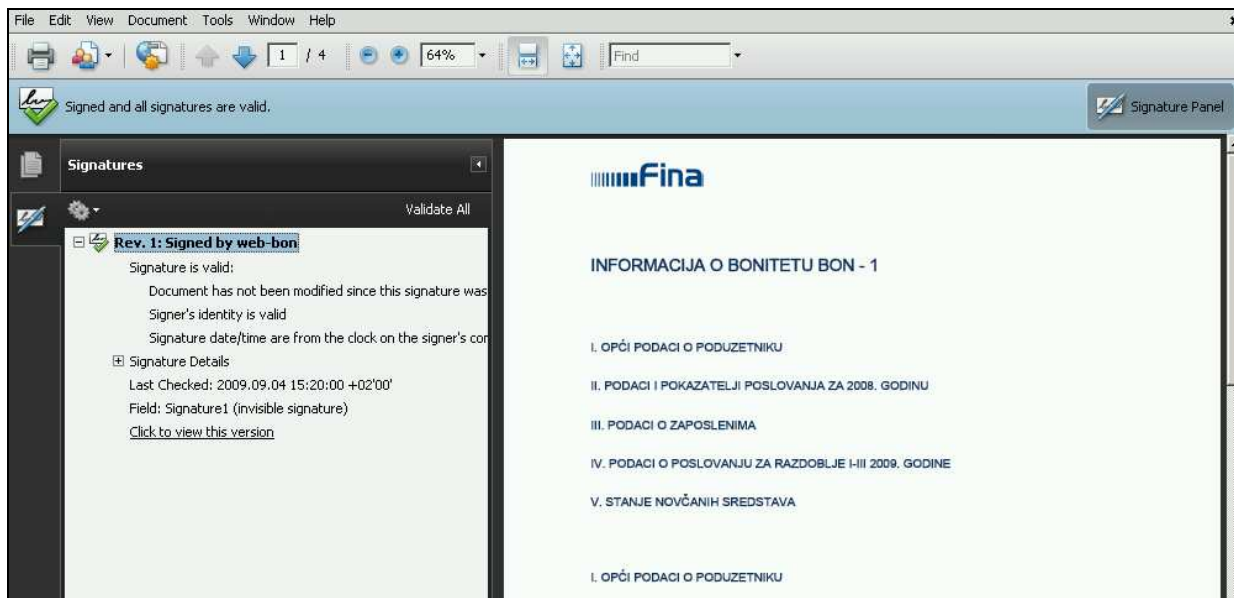 File Edit View Document Tools Window Help
1 / 4 64% Find
Signed and all signatures are valid.
Signature Panel
Signatures
Validate All
Rev. 1: Signed by web-bon
Signature is valid:
Document has not been modified since this signature was
Signer's identity is valid
Signature date/time are from the clock on the signer's cor
Signature Details
Last Checked: 2009.09.04 15:20:00 +02'00'
Field: Signature1 (invisible signature)
Click to view this version
Fina
INFORMACIJA O BONITETU BON - 1
I. OPĆI PODACI O PODUZETNIKU
II. PODACI I POKAZATELJI POSLOVANJA ZA 2008. GODINU
III. PODACI O ZAPOSLENIMA
IV. PODACI O POSLOVANJU ZA RAZDOBLJE I-III 2009. GODINE
V. STANJE NOVČANIH SREDSTAVA
I. OPĆI PODACI O PODUZETNIKU